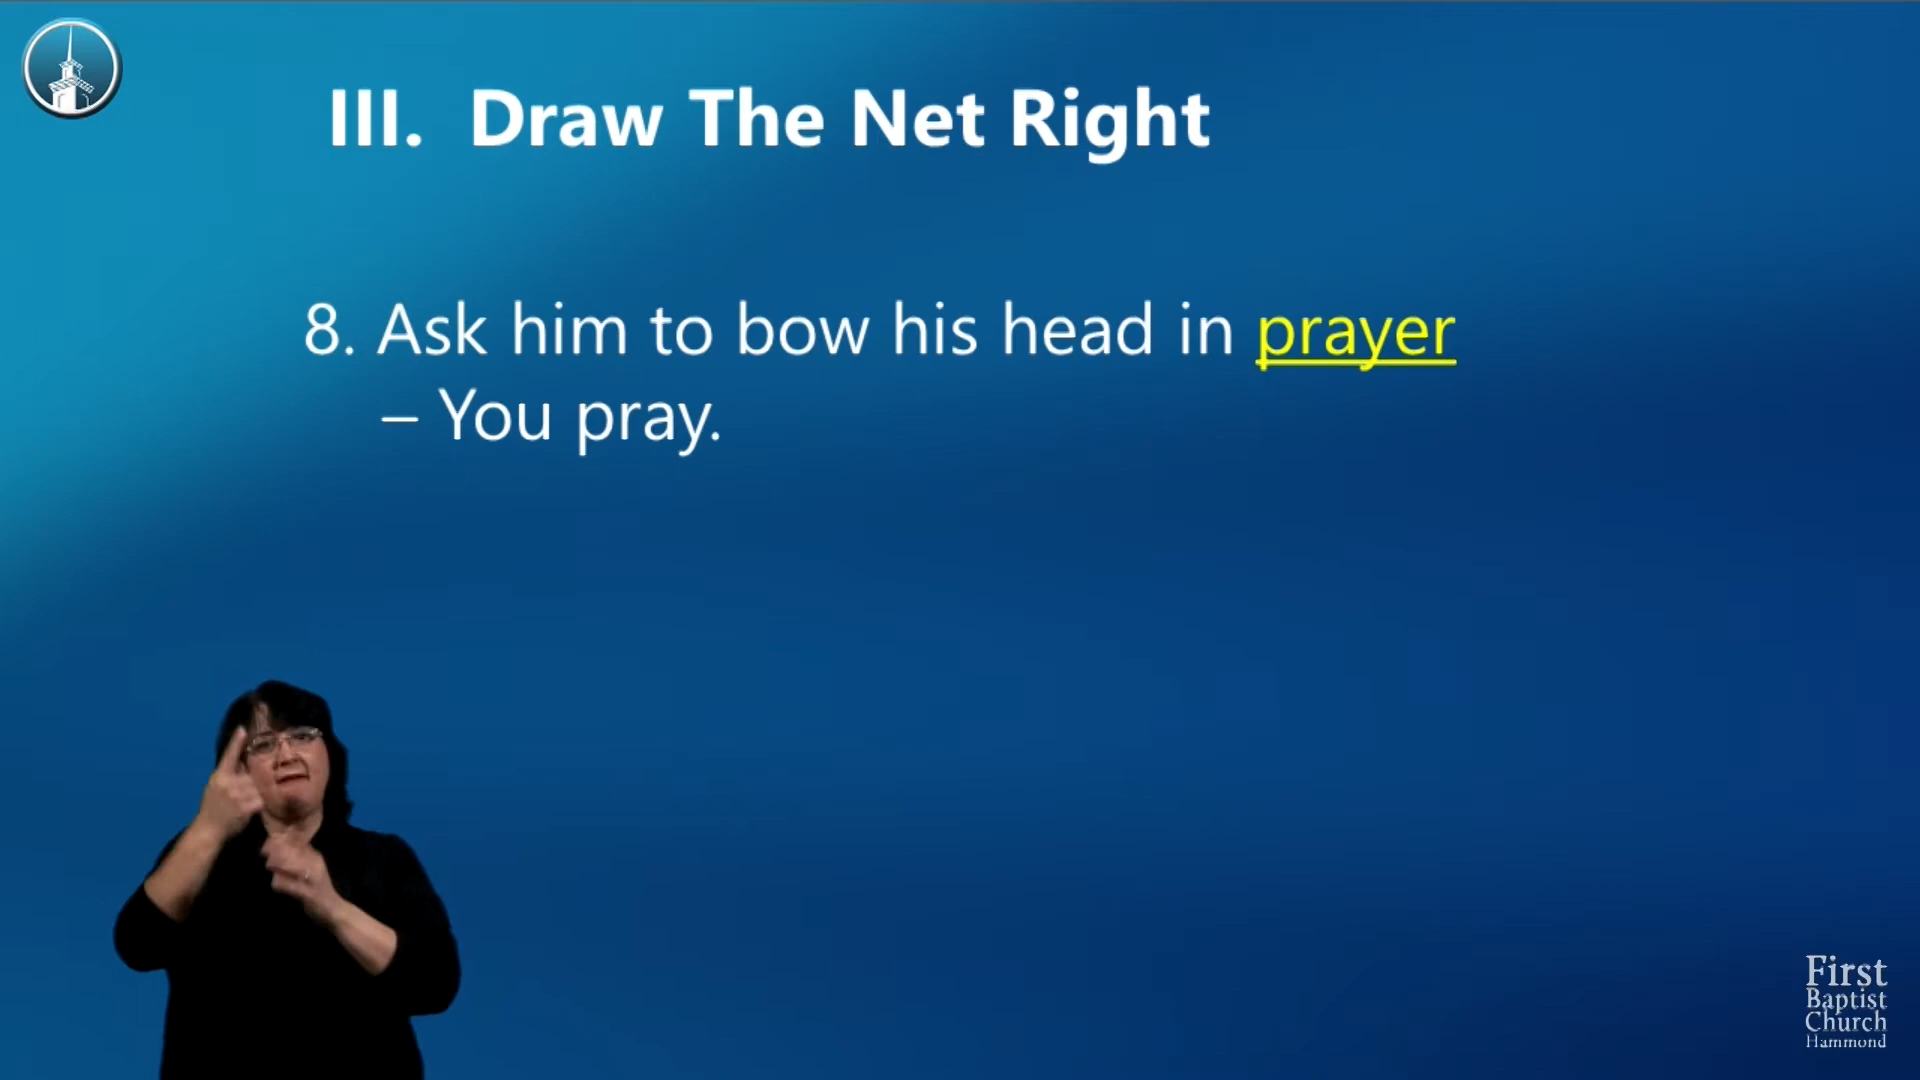 III. Draw The Net Right
8. Ask him to bow his head in prayer
– You pray.
First
Baptist
Church
Hammond